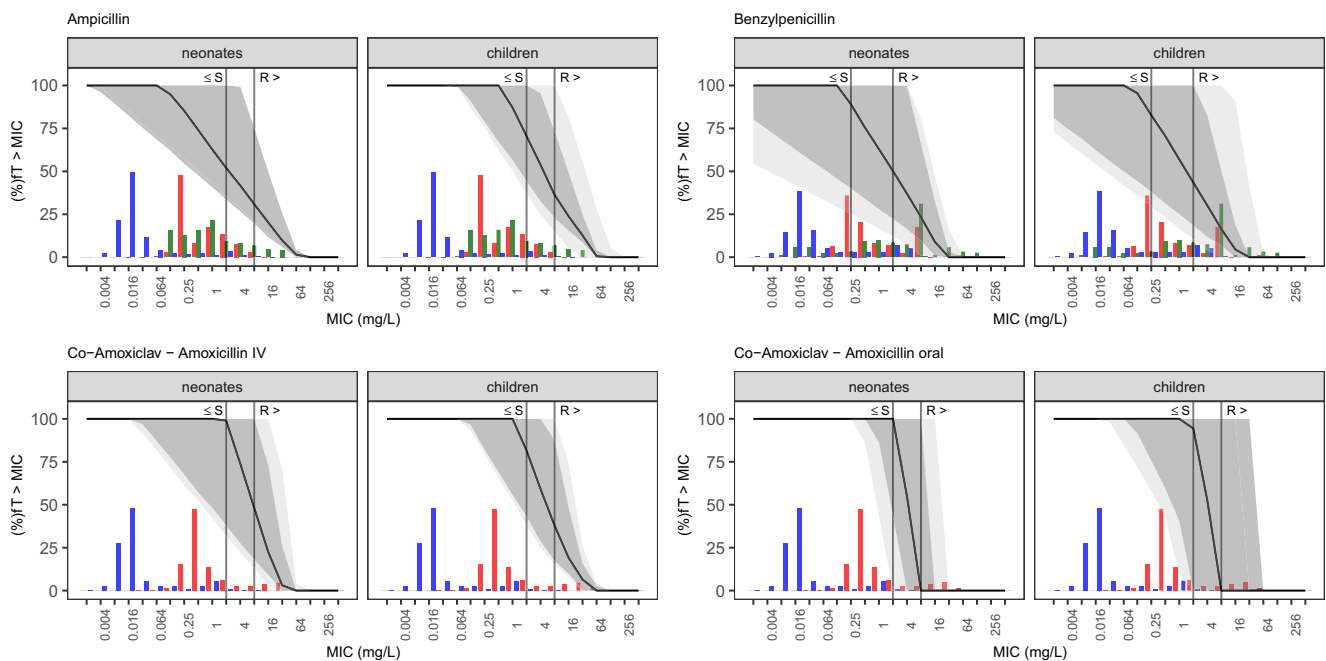 Ampicillin
neonates
children
≤ S
R >
≤ S
R >
100
75
50
25
0
(%)fT > MIC
0.004
0.016
0.064
0.25
1
4
16
64
256
0.004
0.016
0.064
0.25
1
4
16
64
256
MIC (mg/L)
Benzylpenicillin
neonates
children
≤ S
R >
≤ S
R >
100
75
50
25
0
(%)fT > MIC
0.004
0.016
0.064
0.25
1
4
16
64
256
0.004
0.016
0.064
0.25
1
4
16
64
256
MIC (mg/L)
Co−Amoxiclav − Amoxicillin IV
neonates
children
≤ S
R >
≤ S
R >
100
75
50
25
0
(%)fT > MIC
0.004
0.016
0.064
0.25
1
4
16
64
256
0.004
0.016
0.064
0.25
1
4
16
64
256
MIC (mg/L)
Co−Amoxiclav − Amoxicillin oral
neonates
children
≤ S
R >
≤ S
R >
100
75
50
25
0
(%)fT > MIC
0.004
0.016
0.064
0.25
1
4
16
64
256
0.004
0.016
0.064
0.25
1
4
16
64
256
MIC (mg/L)